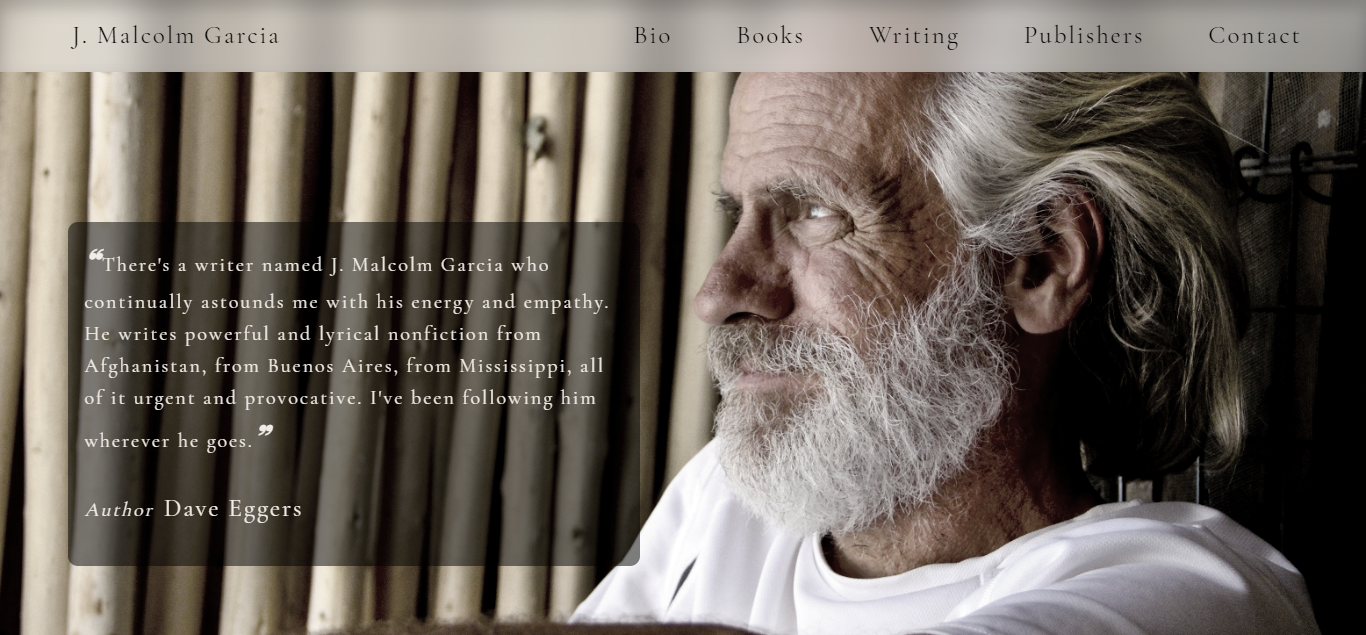 J. Malcolm Garcia
Bio
Books
Writing
Publishers
Contact
❝There's a writer named J. Malcolm Garcia who
continually astounds me with his energy and empathy.
He writes powerful and lyrical nonfiction from
Afghanistan, from Buenos Aires, from Mississippi, all
of it urgent and provocative. I've been following him
wherever he goes.❞
Author Dave Eggers